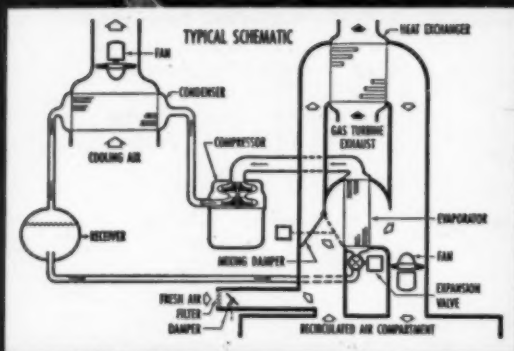 TYPICAL SCHEMATIC
FAN
HEAT EXCHANGER
CONDENSER
COOLING AIR
COMPRESSOR
GAS TURBINE
EXHAUST
EVAPORATOR
RECEIVER
FAN
MIXING DAMPER
EXPANSION
VALVE
FRESH AIR
FILTER
DAMPER
RECIRCULATED AIR COMPARTMENT